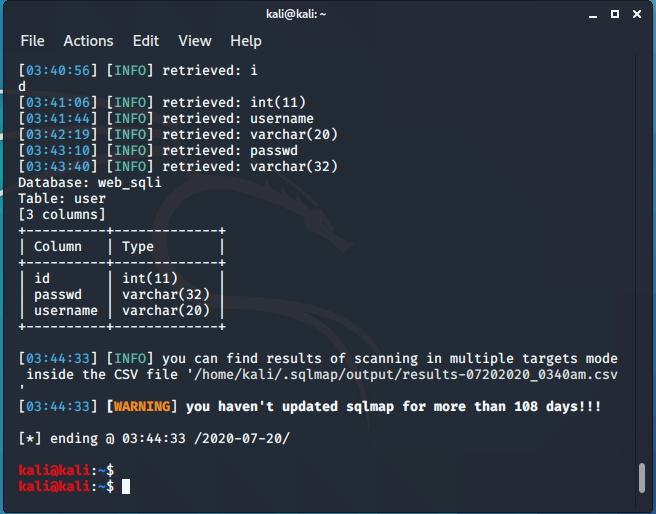 kali@kali: ~
File Actions Edit View Help
[03:40:56] [INFO] retrieved: i
d
[03:41:06] [INFO] retrieved: int(11)
[03:41:44] [INFO] retrieved: username
[03:42:19] [INFO] retrieved: varchar(20)
[03:43:10] [INFO] retrieved: passwd
[03:43:40] [INFO] retrieved: varchar(32)
Database: web_sqli
Table: user
[3 columns]
+----------+-------------+
| Column   | Type        |
+----------+-------------+
| id       | int(11)     |
| passwd   | varchar(32) |
| username | varchar(20) |
+----------+-------------+
[03:44:33] [INFO] you can find results of scanning in multiple targets mode
 inside the CSV file '/home/kali/.sqlmap/output/results-07202020_0340am.csv
'
[03:44:33] [WARNING] you haven't updated sqlmap for more than 108 days!!!
[*] ending @ 03:44:33 /2020-07-20/
kali@kali:~$
kali@kali:~$